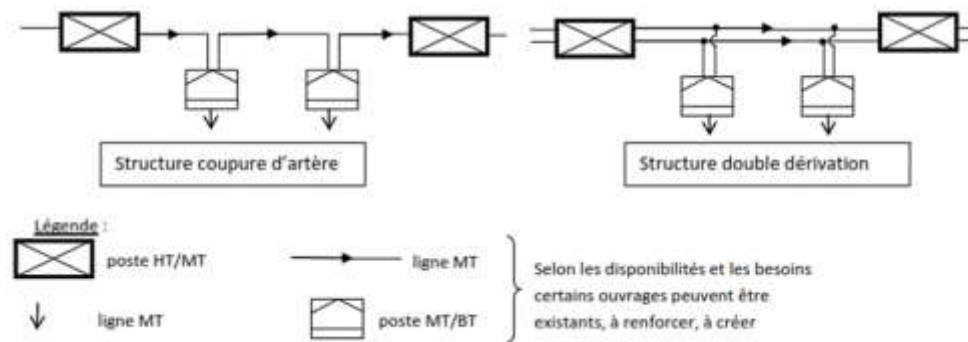 Structure coupure d'artère
Structure double dérivation
Légende :
poste HT/MT
ligne MT
ligne MT
poste MT/BT
Selon les disponibilités et les besoins
certains ouvrages peuvent être
existants, à renforcer, à créer